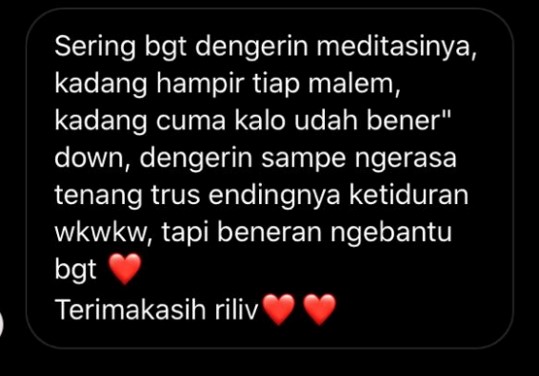 Sering bgt dengerin meditasinya,
kadang hampir tiap malem,
kadang cuma kalo udah bener"
down, dengerin sampe ngerasa
tenang trus endingnya ketiduran
wkwkw, tapi beneran ngebantu
bgt ❤️
Terimakasih riliv❤️ ❤️